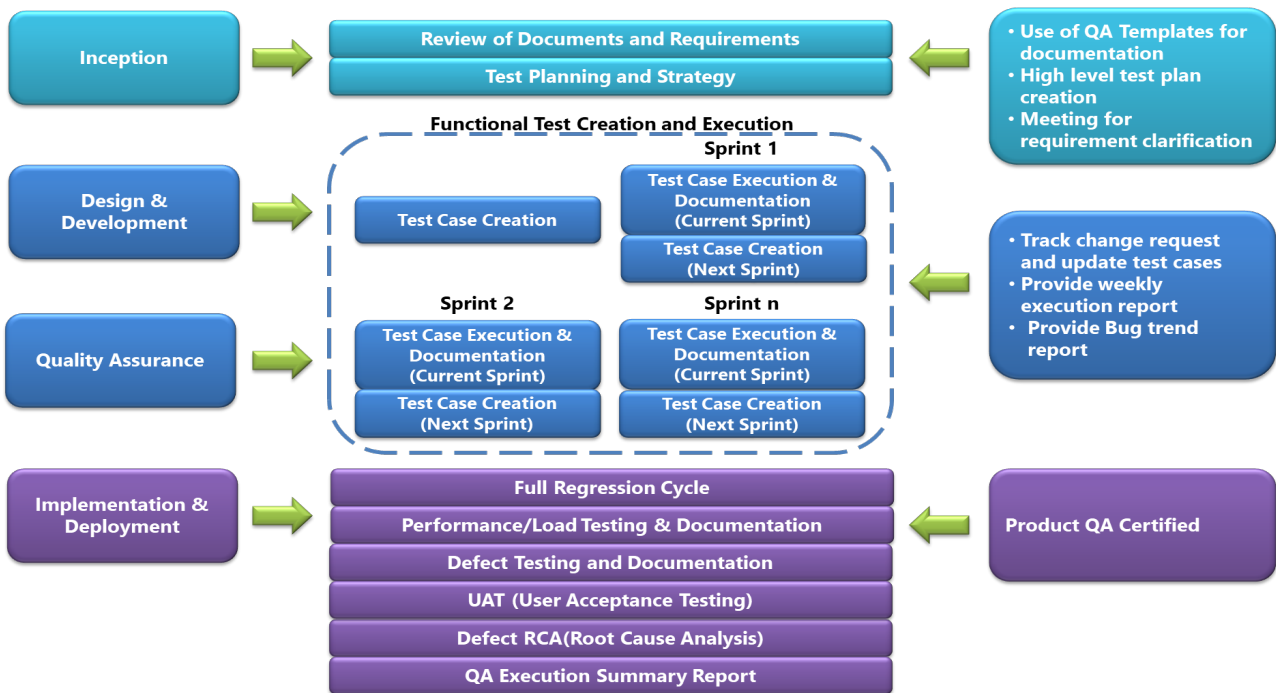 Inception
Review of Documents and Requirements
Test Planning and Strategy
• Use of QA Templates for
documentation
• High level test plan
creation
• Meeting for
requirement clarification
Functional Test Creation and Execution
Design &
Development
Test Case Creation
Sprint 1
Test Case Execution &
Documentation
(Current Sprint)
Test Case Creation
(Next Sprint)
• Track change request
and update test cases
• Provide weekly
execution report
• Provide Bug trend
report
Quality Assurance
Sprint 2
Test Case Execution &
Documentation
(Current Sprint)
Test Case Creation
(Next Sprint)
Sprint n
Test Case Execution &
Documentation
(Current Sprint)
Test Case Creation
(Next Sprint)
Implementation &
Deployment
Full Regression Cycle
Performance/Load Testing & Documentation
Defect Testing and Documentation
UAT (User Acceptance Testing)
Defect RCA(Root Cause Analysis)
QA Execution Summary Report
Product QA Certified